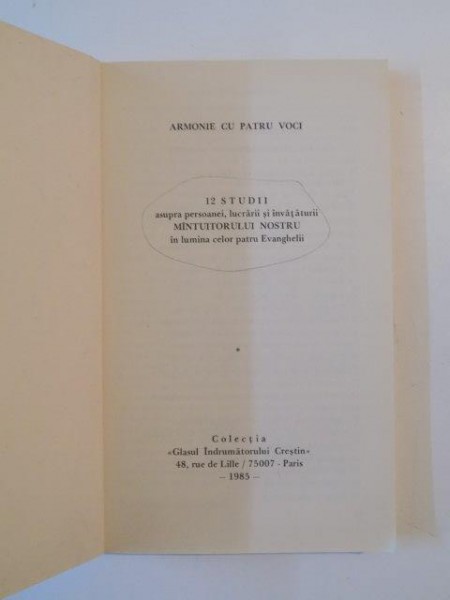 ARMONIE CU PATRU VOCI
12 STUDII
asupra persoanei, lucrării și învățăturii
MÎNTUITORULUI NOSTRU
în lumina celor patru Evanghelii
*
Colecția
«Glasul Îndrumătorului Creștin»
48, rue de Lille / 75007 - Paris
– 1985 –